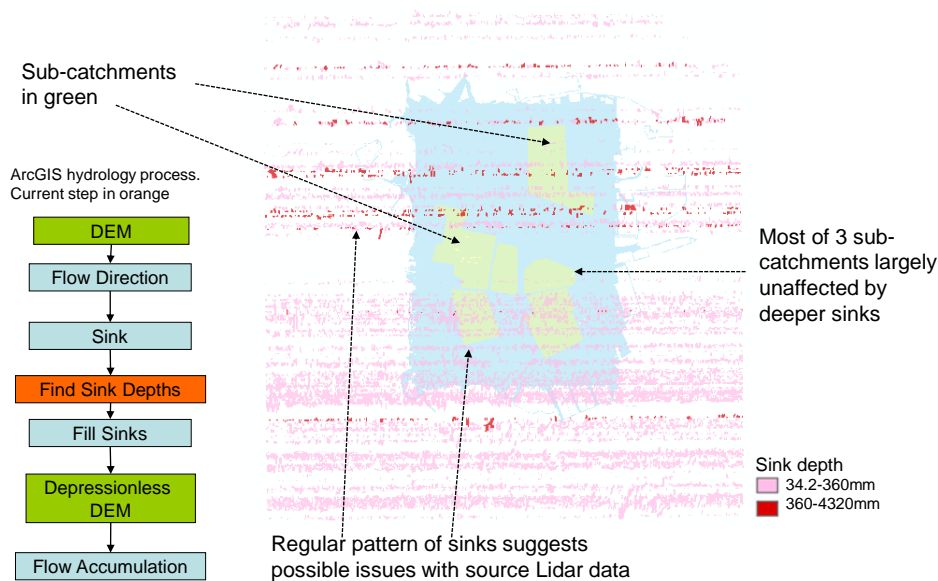 Sub-catchments
in green
ArcGIS hydrology process.
Current step in orange
DEM
Flow Direction
Sink
Find Sink Depths
Fill Sinks
Depressionless
DEM
Flow Accumulation
Most of 3 sub-
catchments largely
unaffected by
deeper sinks
Sink depth
34.2-360mm
360-4320mm
Regular pattern of sinks suggests
possible issues with source Lidar data